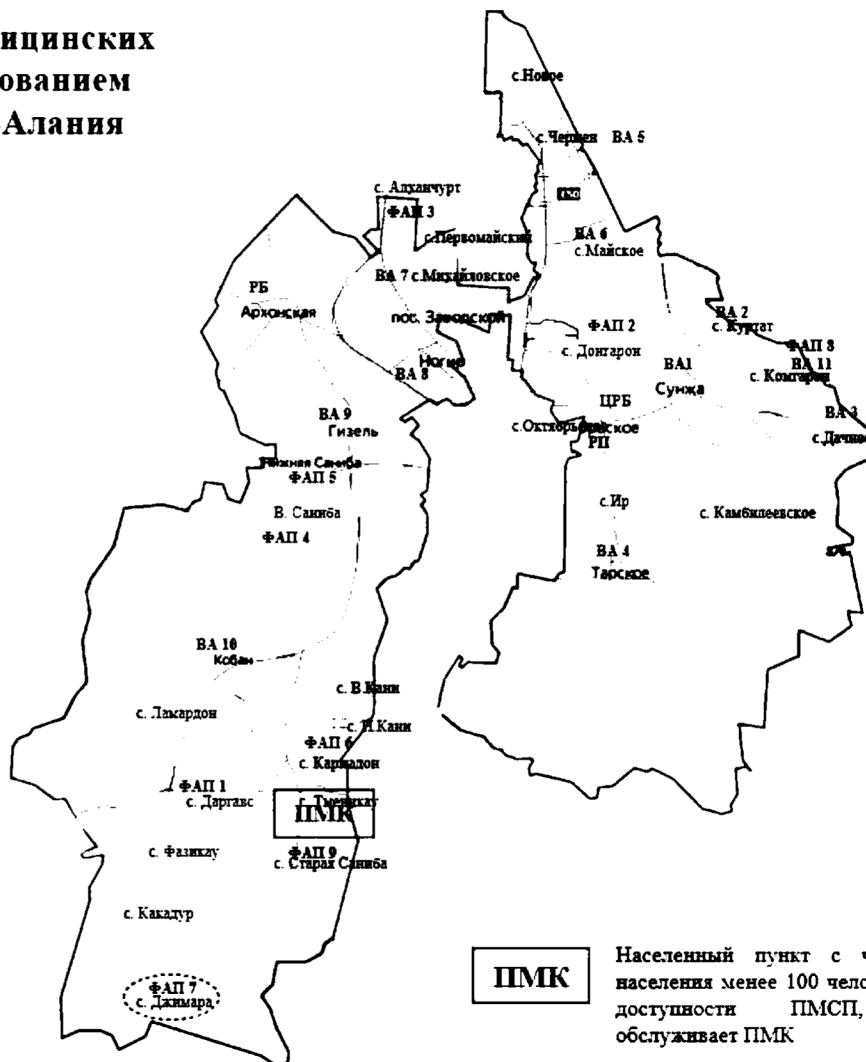 ицинских
ованием
Алания
с.Новое
с.Чермен ВА 5
с. Алханчурт
ФАП 3
с.Первомайский
ВА 6
с.Майское
РБ
Архонская
ВА 7 с.Михайловское
пос. Заводской
ВА 2
с. Куртат
ФАП 2
с. Донгарон
ФАП 8
ВА 11
с. Комгарон
Ногир
ВА 8
ВА1
Сунжа
ЦРБ
ВА 9
Гизель
ВА 3
с.Дачное
РП
Нижняя Саниба
ФАП 5
В. Саниба
ФАП 4
с.Ир
с. Камбилеевское
ВА 4
Тарское
ВА 10
Кобан
с. В.Кани
с. Ламардон
с. Н.Кани
ФАП 6
с. Кармадон
ФАП 1
с. Даргавс
с. Тменикау
ПМК
с. Фазикау
ФАП 9
с. Старая Саниба
с. Какадур
ФАП 7
с. Джимара
ПМК
Населенный пункт с ч
населения менее 100 чело
доступности ПМСП,
обслуживает ПМК